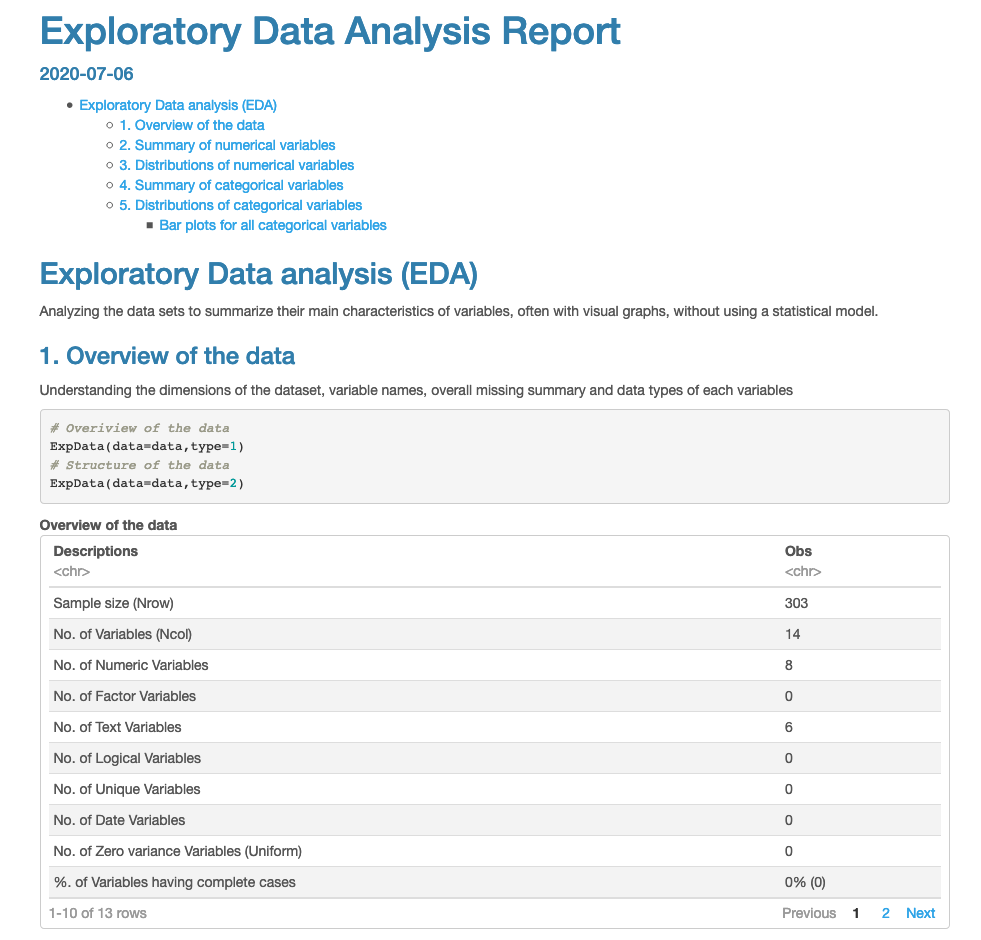 Exploratory Data Analysis Report
2020-07-06
Exploratory Data analysis (EDA)
1. Overview of the data
2. Summary of numerical variables
3. Distributions of numerical variables
4. Summary of categorical variables
5. Distributions of categorical variables
Bar plots for all categorical variables
Exploratory Data analysis (EDA)
Analyzing the data sets to summarize their main characteristics of variables, often with visual graphs, without using a statistical model.
1. Overview of the data
Understanding the dimensions of the dataset, variable names, overall missing summary and data types of each variables
# Overiview of the data
ExpData(data=data,type=1)
# Structure of the data
ExpData(data=data,type=2)
Overview of the data
Descriptions Obs
<chr> <chr>
Sample size (Nrow) 303
No. of Variables (Ncol) 14
No. of Numeric Variables 8
No. of Factor Variables 0
No. of Text Variables 6
No. of Logical Variables 0
No. of Unique Variables 0
No. of Date Variables 0
No. of Zero variance Variables (Uniform) 0
%. of Variables having complete cases 0% (0)
1-10 of 13 rows Previous 1 2 Next